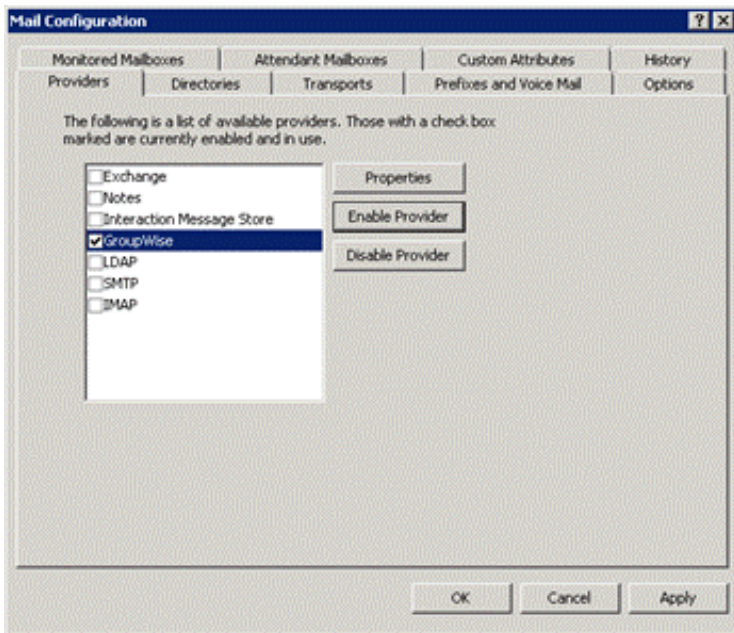 Mail Configuration
Monitored Mailboxes Attendant Mailboxes Custom Attributes History
Providers Directories Transports Prefixes and Voice Mail Options
The following is a list of available providers. Those with a check box
marked are currently enabled and in use.
Exchange
Notes
Interaction Message Store
GroupWise
LDAP
SMTP
IMAP
Properties
Enable Provider
Disable Provider
OK Cancel Apply